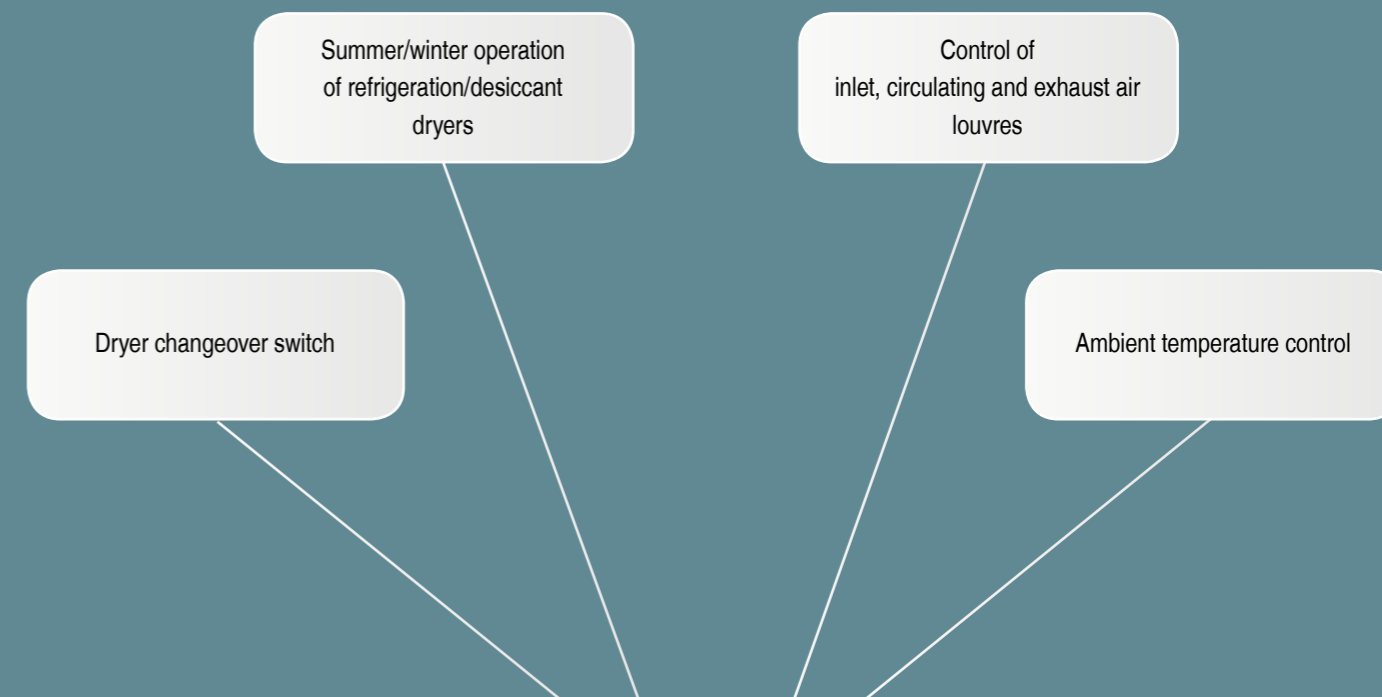 Summer/winter operation
of refrigeration/desiccant
dryers
Control of
inlet, circulating and exhaust air
louvres
Dryer changeover switch
Ambient temperature control